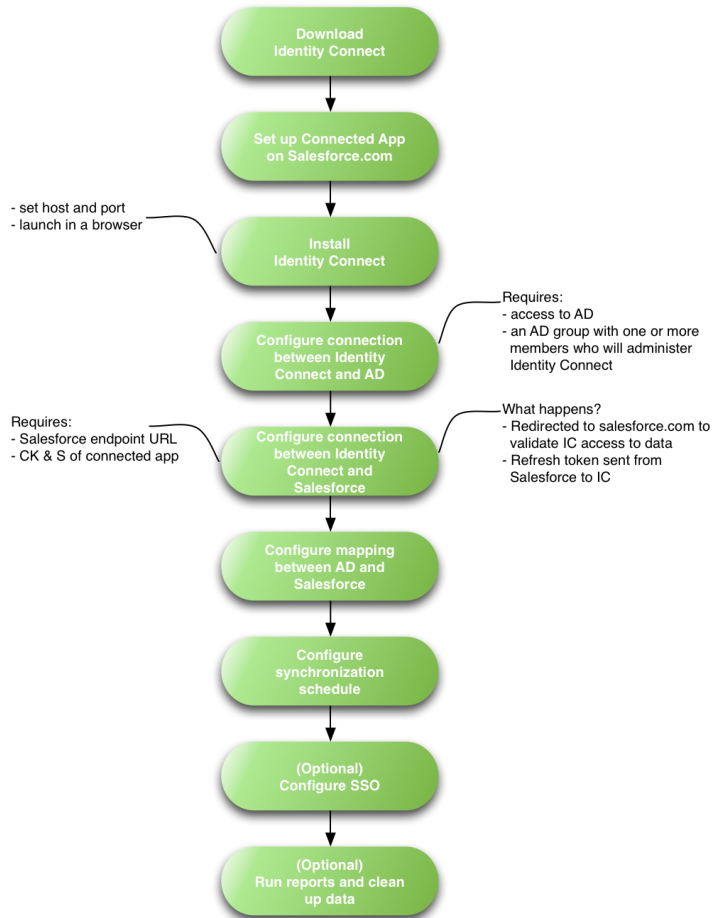 Download
Identity Connect
Set up Connected App
on Salesforce.com
- set host and port
- launch in a browser
Install
Identity Connect
Requires:
- access to AD
- an AD group with one or more
members who will administer
Identity Connect
Configure connection
between Identity
Connect and AD
Requires:
- Salesforce endpoint URL
- CK & S of connected app
Configure connection
between Identity
Connect and
Salesforce
What happens?
- Redirected to salesforce.com to
validate IC access to data
- Refresh token sent from
Salesforce to IC
Configure mapping
between AD and
Salesforce
Configure
synchronization
schedule
(Optional)
Configure SSO
(Optional)
Run reports and clean
up data